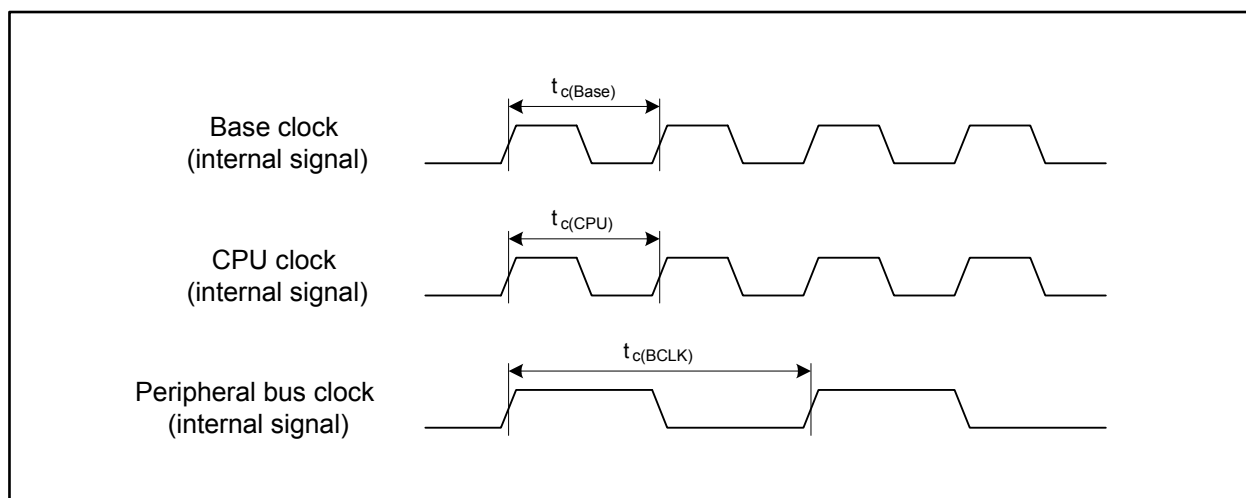 t c(Base)
Base clock
(internal signal)
t c(CPU)
CPU clock
(internal signal)
t c(BCLK)
Peripheral bus clock
(internal signal)